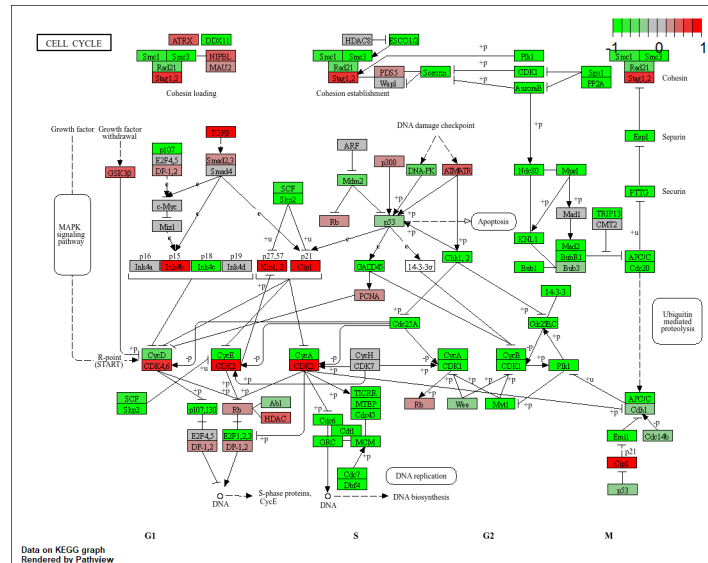 CELL CYCLE
-1 0 1
ATRX DDX11
Smc1 Smc3 NIPBL
Rad21 MAU2
Stag1,2
Cohesin loading
HDAC8 ESCO1/2
+p
Smc1 Smc3
Rad21
Stag1,2
PDS5
Wapl
Sororin
Cohesion establishment
Plk1
CDK1
AuroraB
Sgo1
PP2A
Smc1 Smc3
Rad21
Stag1,2
Cohesin
Growth factor
Growth factor
withdrawal
GSK3β
p107
E2F4,5
DP-1,2
TGFβ
Smad2,3
Smad4
c-Myc
Miz1
SCF
Skp2
ARF
Mdm2
p300
Rb
DNA damage checkpoint
DNA-PK
ATM/ATR
p53
Apoptosis
Ndc80 Mps1
Mad1
KNL1
Bub1
Mad2
BubR1
Bub3
TRIP13
CMT2
Espl
Separin
PTTG
Securin
APC/C
Cdc20
MAPK
signaling
pathway
p16 p15 p18 p19 p27,57 p21
Ink4a Ink4b Ink4c Ink4d Kip1, 2 Cip1
GADD45
14-3-3σ
Chk1, 2
PCNA
14-3-3
Cdc25A
Cdc25B,C
Ubiquitin
mediated
proteolysis
R-point
(START)
CycD CycE CycA CycH CycA CycB
CDK4,6 CDK2 CDK2 CDK7 CDK1 CDK1
Plk1
SCF
Skp2
p107,130
Rb
Abl
HDAC
E2F4,5
DP-1,2
E2F1,2,3
DP-1,2
TICRR
MTBP
Cdc45
Cdc6
Cdt1
ORC MCM
Cdc7
Dbf4
Rb Wee Myt1
APC/C
Cdh1
Emi1 Cdc14b
p21
Cip1
p53
DNA replication
DNA S-phase proteins,
CycE
DNA DNA biosynthesis
G1 S G2 M
Data on KEGG graph
Rendered by Pathview